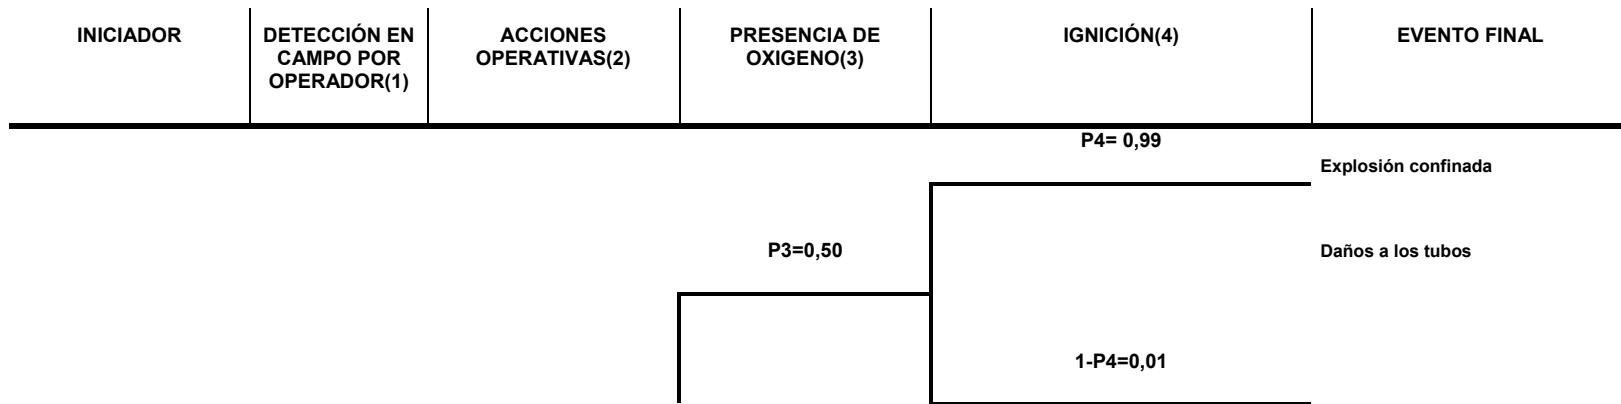 INICIADOR
DETECCIÓN EN
CAMPO POR
OPERADOR(1)
ACCIONES
OPERATIVAS(2)
PRESENCIA DE
OXIGENO(3)
IGNICIÓN(4)
EVENTO FINAL
P4= 0,99
Explosión confinada
P3=0,50
Daños a los tubos
1-P4=0,01